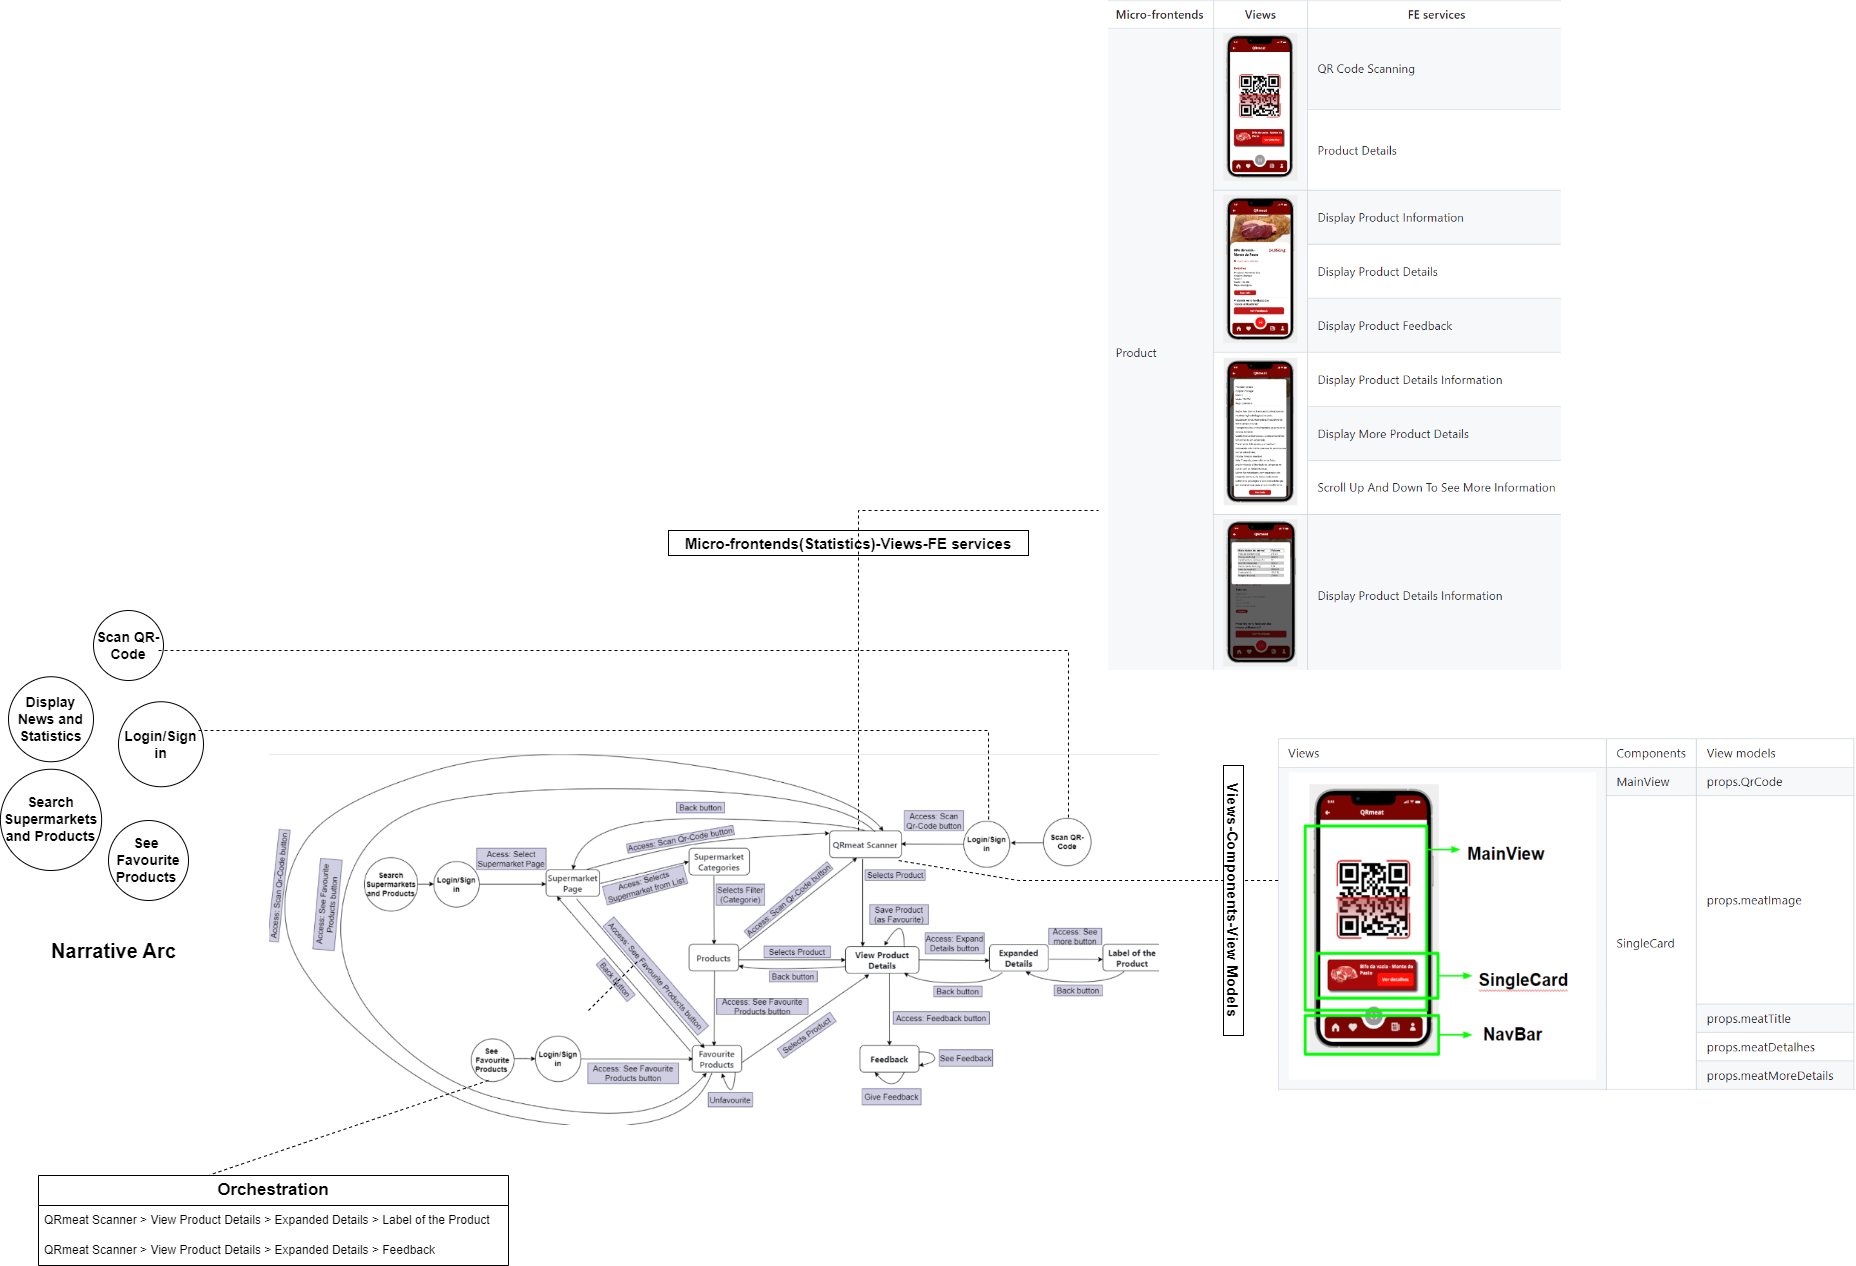 Micro-frontends
Views
FE services
Product
QRmeat
QR Code Scanning
Product Details
QRmeat
Display Product Information
Display Product Details
Display Product Feedback
QRmeat
Display Product Details Information
Display More Product Details
Scroll Up And Down To See More Information
QRmeat
Display Product Details Information
Micro-frontends(Statistics)-Views-FE services
Scan QR-
Code
Display
News and
Statistics
Login/Sign
in
Search
Supermarkets
and Products
See
Favourite
Products
Narrative Arc
Back button
Access: Scan Qr-Code button
Access: Scan
Qr-Code button
QRmeat Scanner
Login/Sign
in
Scan QR-
Code
Search
Supermarkets
and Products
Login/Sign
in
Acess: Select
Supermarket Page
Supermarket
Page
Acess: Selects
Supermarket from List
Supermarket
Categories
Selects Filter
(Categorie)
Access: Scan Qr-Code button
Selects Product
Access: Scan Qr-Code button
Access: See Favourite
Products button
Save Product
(as Favourite)
Products
Selects Product
Back button
View Product
Details
Access: Expand
Details button
Back button
Expanded
Details
Access: See
more button
Back button
Label of the
Product
Access: See Favourite Products button
Back button
Access: See Favourite
Products button
Selects Product
Access: Feedback button
See
Favourite
Products
Login/Sign
in
Access: See Favourite
Products button
Favourite
Products
Unfavourite
Feedback
See Feedback
Give Feedback
Views-Components-View Models
Views
Components
View models
MainView
props.QrCode
SingleCard
props.meatImage
props.meatTitle
props.meatDetalhes
props.meatMoreDetails
QRmeat
Bife da vazia - Monte do
Pasto
Ver detalhes
MainView
SingleCard
NavBar
Orchestration
QRmeat Scanner > View Product Details > Expanded Details > Label of the Product
QRmeat Scanner > View Product Details > Expanded Details > Feedback